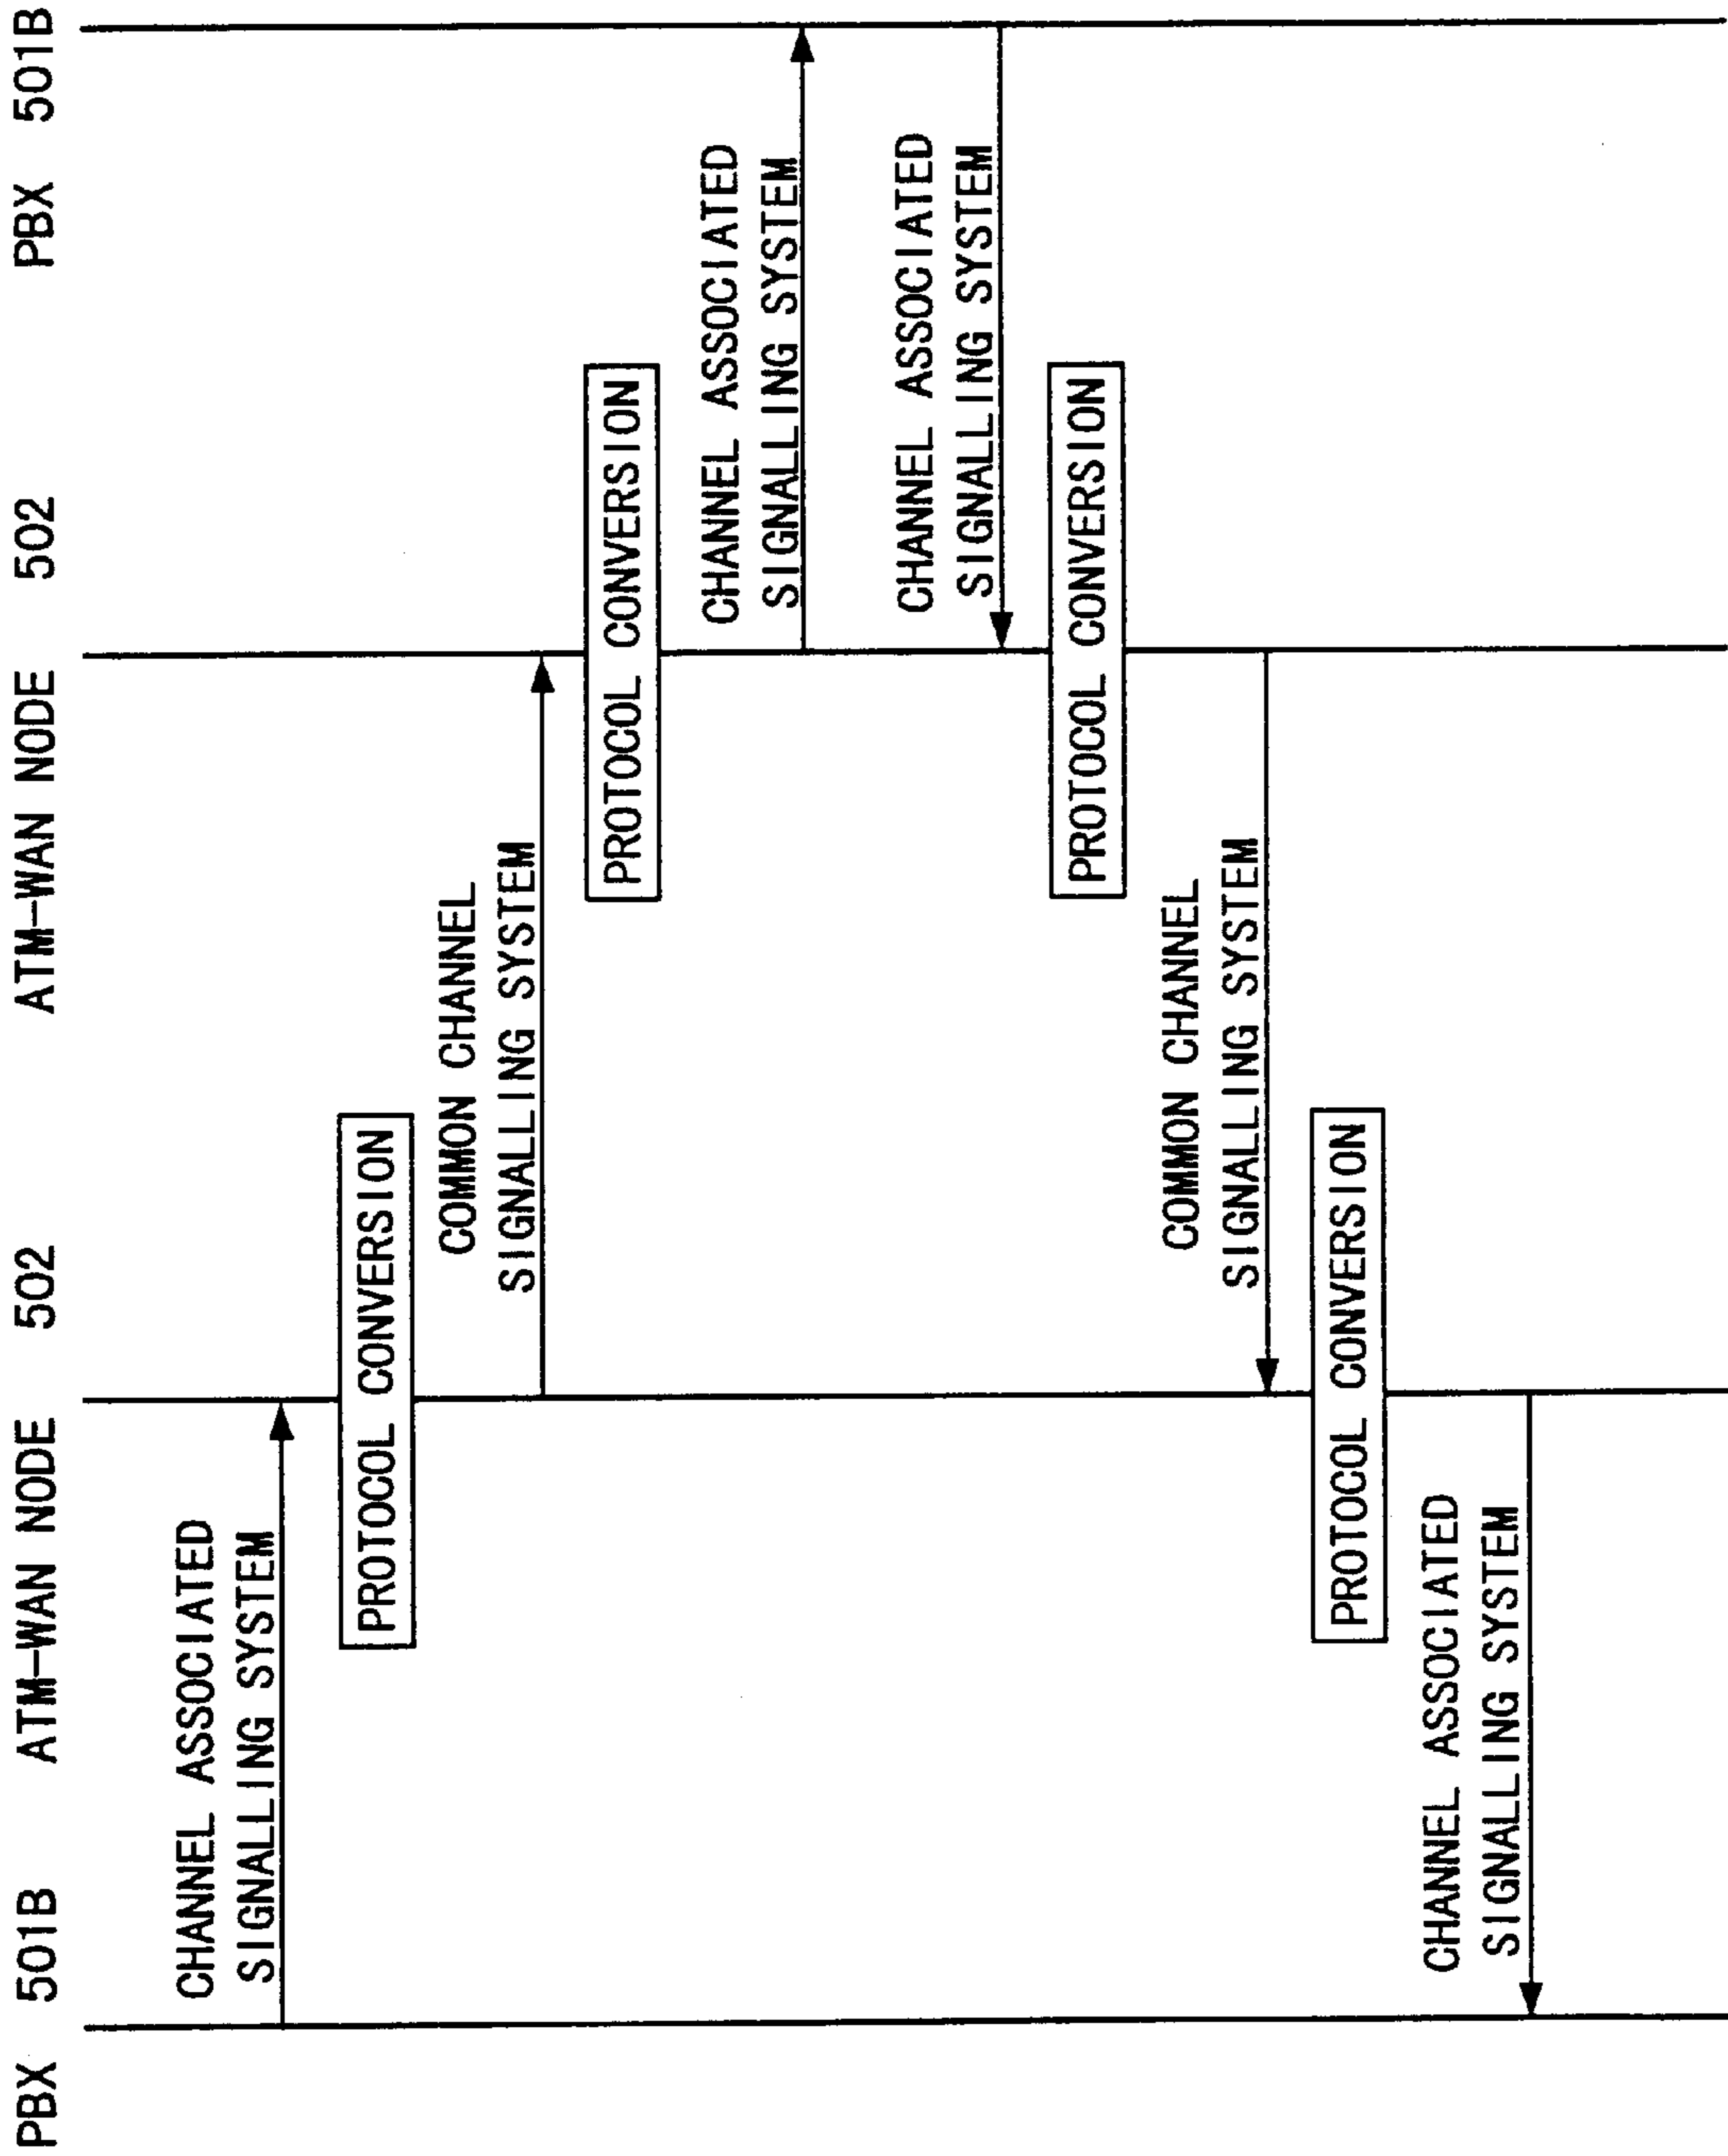 PBX 501B
ATM-WAN NODE 502
ATM-WAN NODE 502
PBX 501B
CHANNEL ASSOCIATED
SIGNALLING SYSTEM
PROTOCOL CONVERSION
COMMON CHANNEL
SIGNALLING SYSTEM
PROTOCOL CONVERSION
CHANNEL ASSOCIATED
SIGNALLING SYSTEM
CHANNEL ASSOCIATED
SIGNALLING SYSTEM
PROTOCOL CONVERSION
COMMON CHANNEL
SIGNALLING SYSTEM
PROTOCOL CONVERSION
CHANNEL ASSOCIATED
SIGNALLING SYSTEM